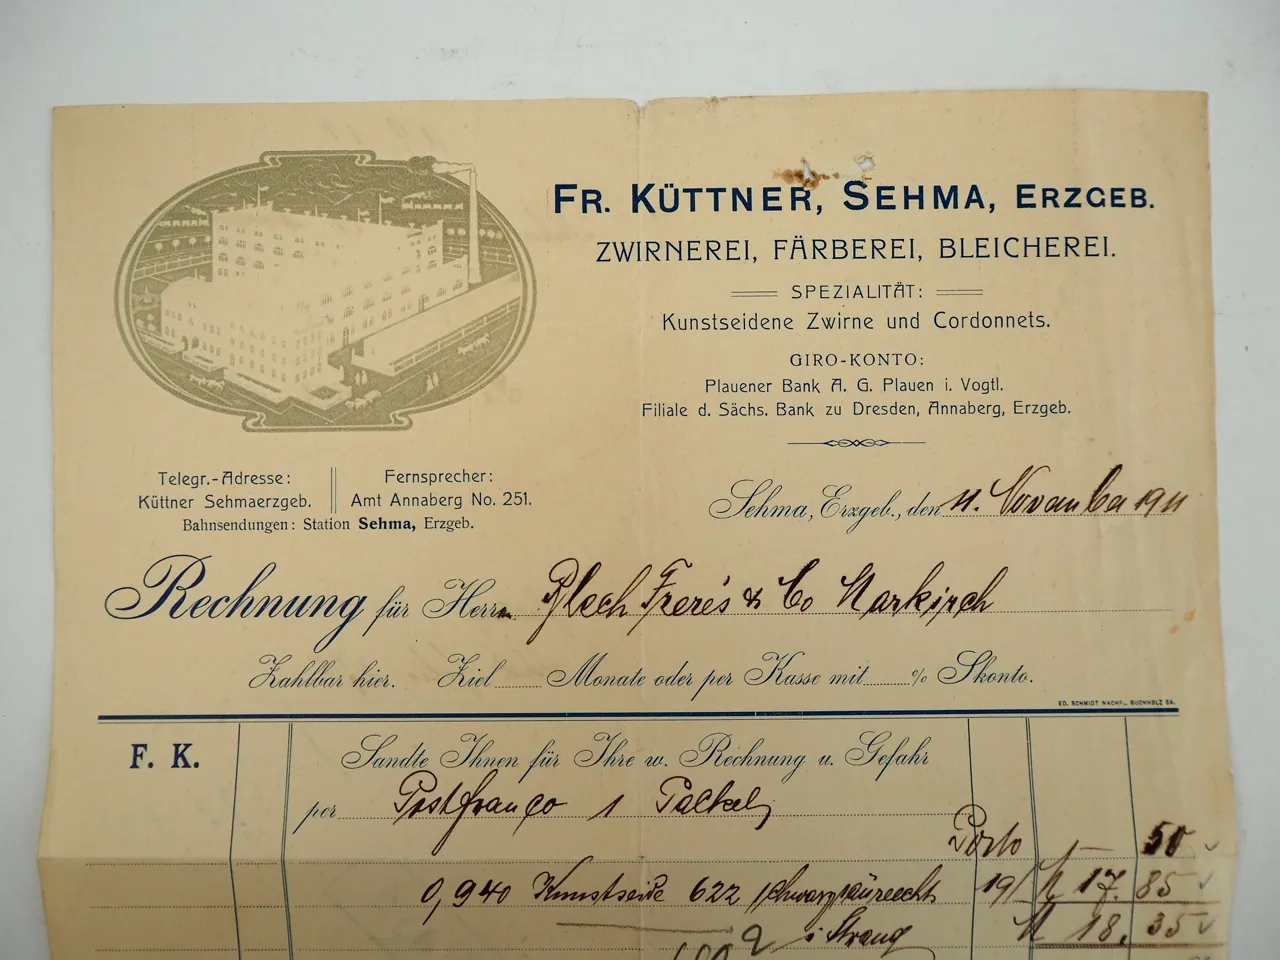 FR. KÜTTNER, SEHMA, ERZGEB.
ZWIRNEREI, FÄRBEREI, BLEICHEREI.
SPEZIALITÄT:
Kunstseidene Zwirne und Cordonnets.
GIRO-KONTO:
Plauener Bank A. G. Plauen i. Vogtl.
Filiale d. Sächs. Bank zu Dresden, Annaberg, Erzgeb.
Telegr.-Adresse:
Küttner Sehmaerzgeb.
Fernsprecher:
Amt Annaberg No. 251.
Bahnsendungen: Station Sehma, Erzgeb.
Sehma, Erzgeb., den 11. November 1911
Rechnung für Herrn Blech Frères & Co Markirch
Zahlbar hier. Ziel Monate oder per Kasse mit % Skonto.
ED. SCHMIDT NACHF., BUCHHOLZ SA.
F. K.
Sandte Ihnen für Ihre w. Rechnung u. Gefahr
per Postfranco 1 Packet
Porto 50
0,940 Kunstseide 622 19 M 17. 85
i Strang M 18. 35